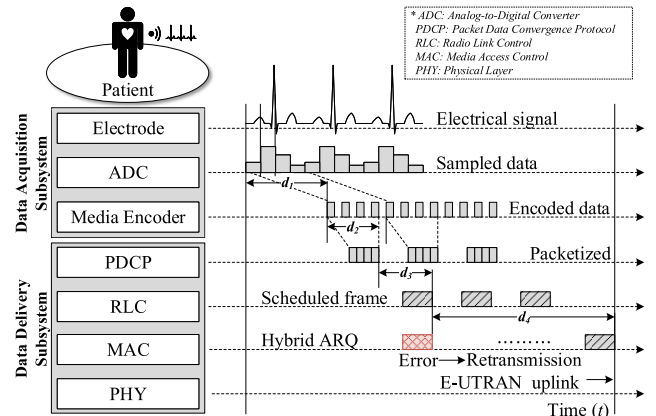 * ADC: Analog-to-Digital Converter
PDCP: Packet Data Convergence Protocol
RLC: Radio Link Control
MAC: Media Access Control
PHY: Physical Layer
Patient
Data Acquisition
Subsystem
Electrode
Electrical signal
ADC
Sampled data
d1
Media Encoder
Encoded data
d2
Data Delivery
Subsystem
PDCP
Packetized
d3
RLC
Scheduled frame
d4
MAC
Hybrid ARQ
.........
Error
Retransmission
E-UTRAN uplink
PHY
Time (t)